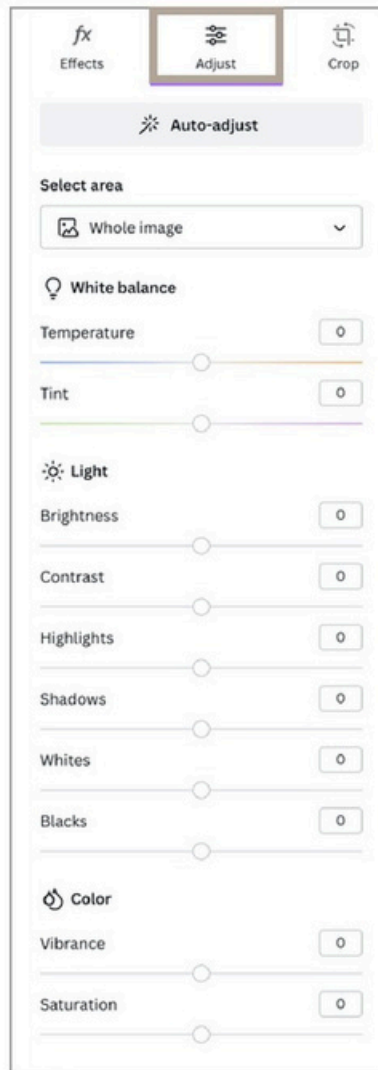 fx
Effects
Adjust
Crop
Auto-adjust
Select area
Whole image
White balance
Temperature 0
Tint 0
Light
Brightness 0
Contrast 0
Highlights 0
Shadows 0
Whites 0
Blacks 0
Color
Vibrance 0
Saturation 0